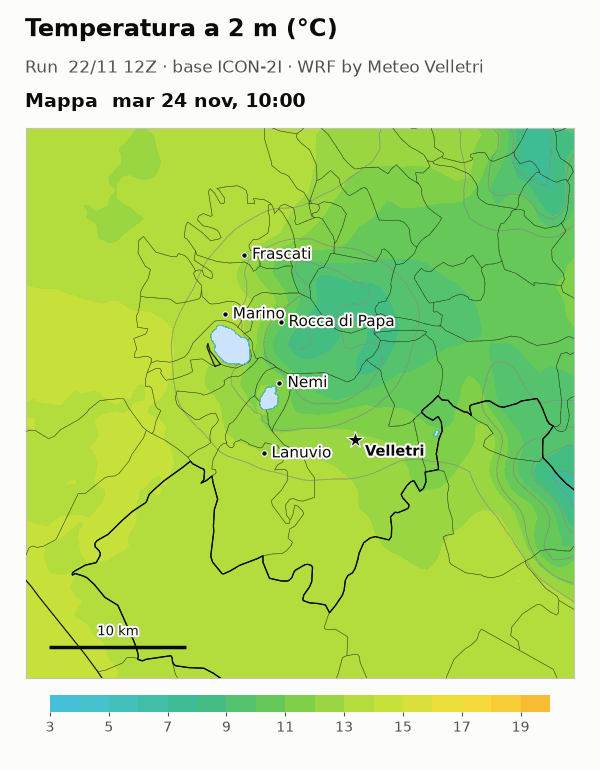 Temperatura a 2 m (°C)
Run  22/11 12Z · base ICON-2I · WRF by Meteo Velletri
Mappa  mar 24 nov, 10:00
Frascati
Marino
Rocca di Papa
Nemi
Velletri
Lanuvio
10 km
3 5 7 9 11 13 15 17 19